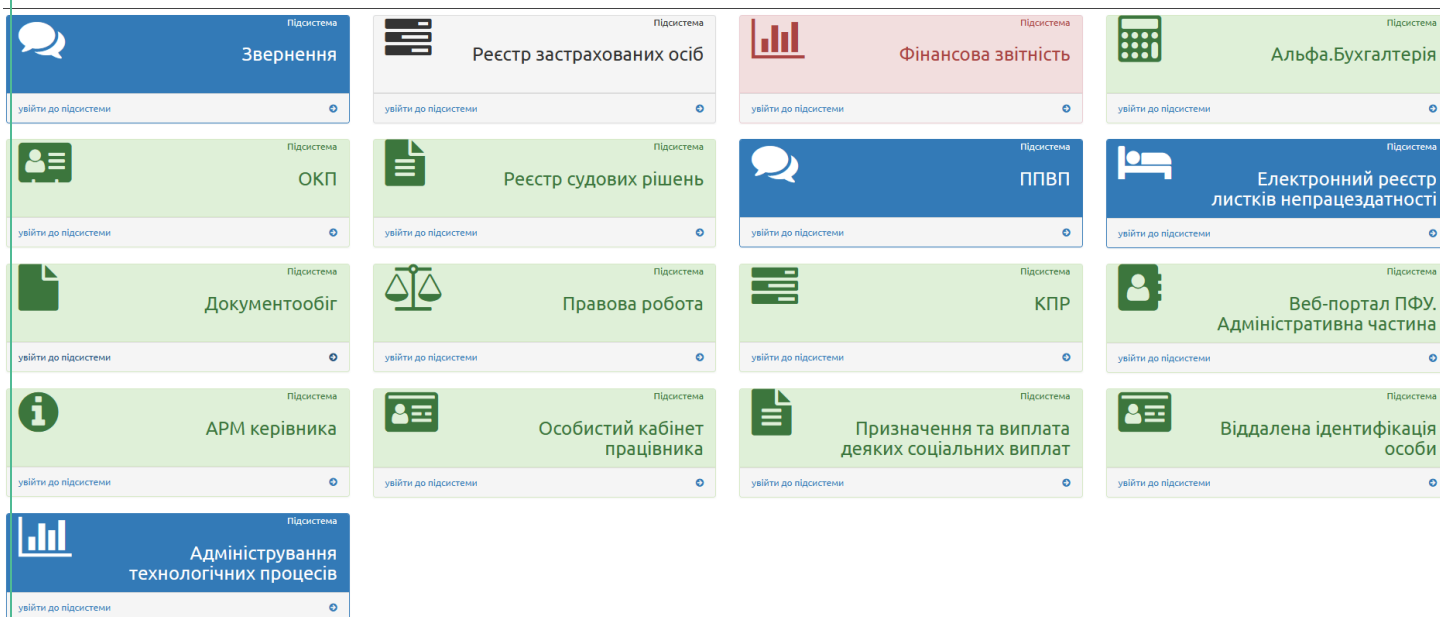 Підсистема
Звернення
увійти до підсистеми
Підсистема
Реєстр застрахованих осіб
увійти до підсистеми
Підсистема
Фінансова звітність
увійти до підсистеми
Підсистема
Альфа.Бухгалтерія
увійти до підсистеми
Підсистема
ОКП
увійти до підсистеми
Підсистема
Реєстр судових рішень
увійти до підсистеми
Підсистема
ППВП
увійти до підсистеми
Підсистема
Електронний реєстр
листків непрацездатності
увійти до підсистеми
Підсистема
Документообіг
увійти до підсистеми
Підсистема
Правова робота
увійти до підсистеми
Підсистема
КПР
увійти до підсистеми
Підсистема
Веб-портал ПФУ.
Адміністративна частина
увійти до підсистеми
Підсистема
АРМ керівника
увійти до підсистеми
Підсистема
Особистий кабінет
працівника
увійти до підсистеми
Підсистема
Призначення та виплата
деяких соціальних виплат
увійти до підсистеми
Підсистема
Віддалена ідентифікація
особи
увійти до підсистеми
Підсистема
Адміністрування
технологічних процесів
увійти до підсистеми